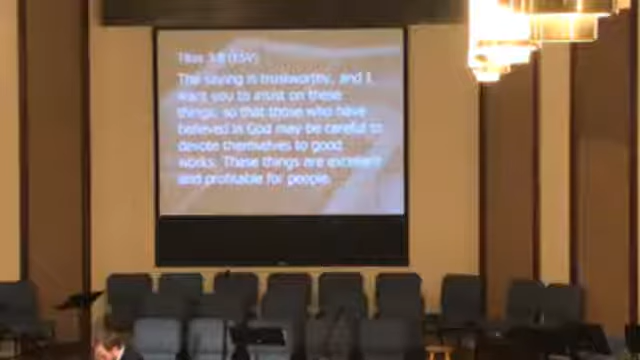 Titus 3:8 (ESV)
The saying is trustworthy, and I
want you to insist on these
things, so that those who have
believed in God may be careful to
devote themselves to good
works. These things are excellent
and profitable for people.